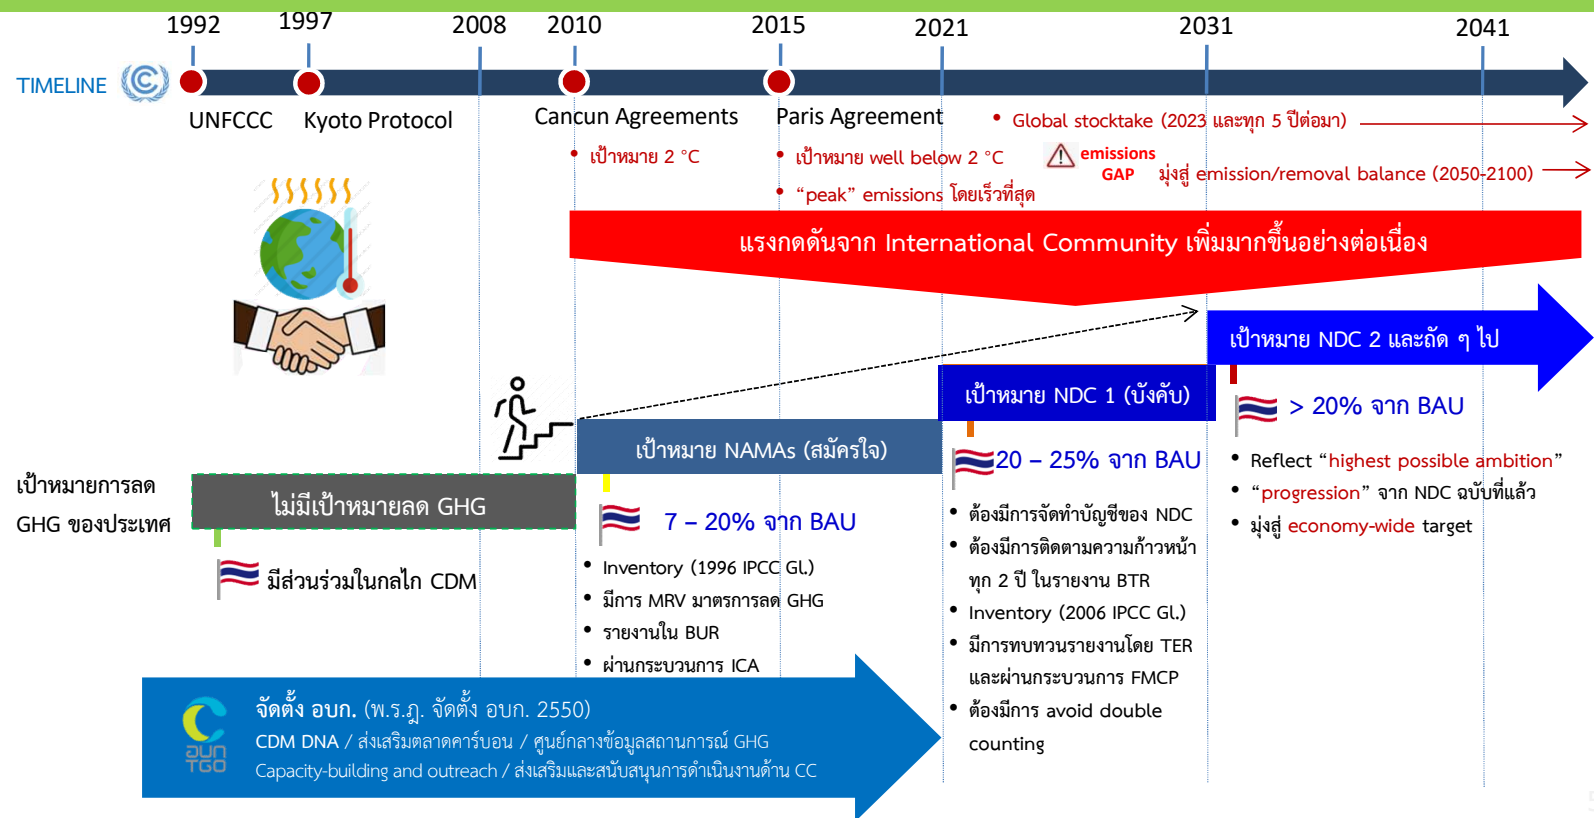 1992
1997
2008
2010
2015
2021
2031
2041
TIMELINE
UNFCCC
Kyoto Protocol
Cancun Agreements
Paris Agreement
• Global stocktake (2023 และทุก 5 ปีต่อมา)
• เป้าหมาย 2 °C
• เป้าหมาย well below 2 °C
• “peak” emissions โดยเร็วที่สุด
emissions
GAP
มุ่งสู่ emission/removal balance (2050-2100)
แรงกดดันจาก International Community เพิ่มมากขึ้นอย่างต่อเนื่อง
เป้าหมาย NDC 2 และถัด ๆ ไป
เป้าหมาย NDC 1 (บังคับ)
> 20% จาก BAU
เป้าหมาย NAMAs (สมัครใจ)
20 – 25% จาก BAU
• Reflect “highest possible ambition”
• “progression” จาก NDC ฉบับที่แล้ว
• มุ่งสู่ economy-wide target
เป้าหมายการลด
GHG ของประเทศ
ไม่มีเป้าหมายลด GHG
7 – 20% จาก BAU
มีส่วนร่วมในกลไก CDM
• Inventory (1996 IPCC Gl.)
• มีการ MRV มาตรการลด GHG
• รายงานใน BUR
• ผ่านกระบวนการ ICA
• ต้องมีการจัดทำบัญชีของ NDC
• ต้องมีการติดตามความก้าวหน้า
ทุก 2 ปี ในรายงาน BTR
• Inventory (2006 IPCC Gl.)
• มีการทบทวนรายงานโดย TER
และผ่านกระบวนการ FMCP
• ต้องมีการ avoid double
counting
อบก
TGO
จัดตั้ง อบก. (พ.ร.ฎ. จัดตั้ง อบก. 2550)
CDM DNA / ส่งเสริมตลาดคาร์บอน / ศูนย์กลางข้อมูลสถานการณ์ GHG
Capacity-building and outreach / ส่งเสริมและสนับสนุนการดำเนินงานด้าน CC